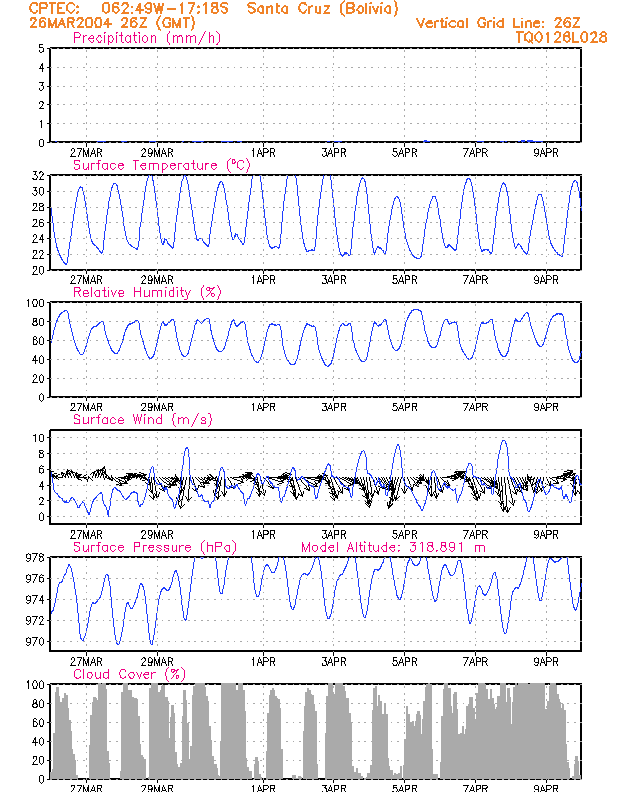 CPTEC: 062:49W-17:18S Santa Cruz (Bolivia)
26MAR2004 26Z (GMT) Vertical Grid Line: 26Z
Precipitation (mm/h) TQ0126L028
5
4
3
2
1
0
27MAR 29MAR 1APR 3APR 5APR 7APR 9APR
Surface Temperature (°C)
32
30
28
26
24
22
20
27MAR 29MAR 1APR 3APR 5APR 7APR 9APR
Relative Humidity (%)
100
80
60
40
20
0
27MAR 29MAR 1APR 3APR 5APR 7APR 9APR
Surface Wind (m/s)
10
8
6
4
2
0
27MAR 29MAR 1APR 3APR 5APR 7APR 9APR
Surface Pressure (hPa) Model Altitude: 318.891 m
978
976
974
972
970
27MAR 29MAR 1APR 3APR 5APR 7APR 9APR
Cloud Cover (%)
100
80
60
40
20
0
27MAR 29MAR 1APR 3APR 5APR 7APR 9APR